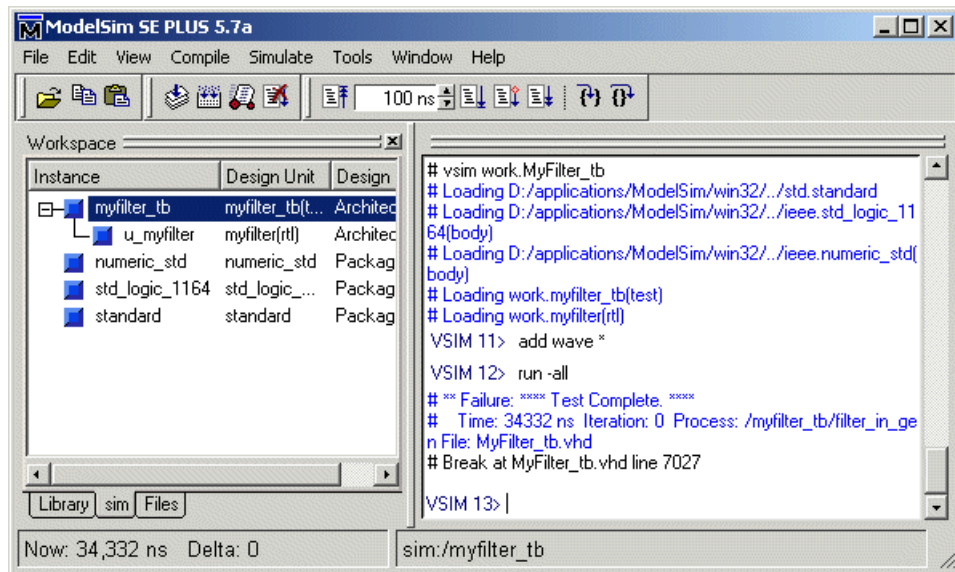 ModelSim SE PLUS 5.7a
File Edit View Compile Simulate Tools Window Help
100 ns
Workspace
Instance Design Unit Design
myfilter_tb myfilter_tb(t... Architec
u_myfilter myfilter(rtl) Architec
numeric_std numeric_std Packag
std_logic_1164 std_logic_... Packag
standard standard Packag
Library sim Files
# vsim work.MyFilter_tb
# Loading D:/applications/ModelSim/win32/../std.standard
# Loading D:/applications/ModelSim/win32/../ieee.std_logic_11
64(body)
# Loading D:/applications/ModelSim/win32/../ieee.numeric_std(
body)
# Loading work.myfilter_tb(test)
# Loading work.myfilter(rtl)
VSIM 11> add wave *
VSIM 12> run -all
# ** Failure: **** Test Complete. ****
# Time: 34332 ns Iteration: 0 Process: /myfilter_tb/filter_in_ge
n File: MyFilter_tb.vhd
# Break at MyFilter_tb.vhd line 7027
VSIM 13>
Now: 34,332 ns Delta: 0
sim:/myfilter_tb